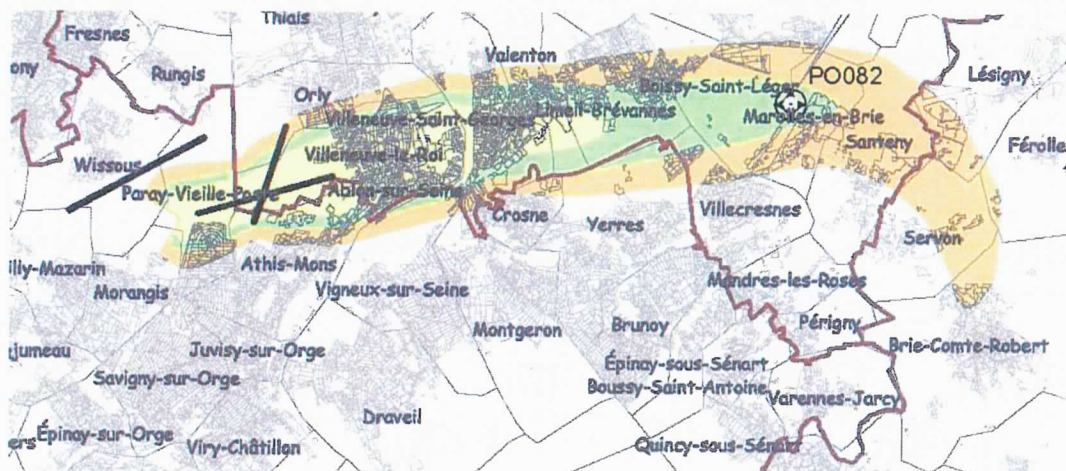 Thiais
Fresnes
ony
Rungis
Valenton
Lésigny
Orly
Boissy-Saint-Léger
PO082
Villeneuve-Saint-Georges
Limeil-Brévannes
Marolles-en-Brie
Santeny
Férolle
Wissous
Villeneuve-le-Roi
Paray-Vieille-Poste
Ablon-sur-Seine
Crosne
Yerres
Villecresnes
Servon
illy-Mazarin
Athis-Mons
Morangis
Vigneux-sur-Seine
Mandres-les-Roses
Montgeron
Brunoy
Périgny
Brie-Comte-Robert
gjumeau
Juvisy-sur-Orge
Épinay-sous-Sénart
Savigny-sur-Orge
Boussy-Saint-Antoine
Varennes-Jarcy
Draveil
ers
Épinay-sur-Orge
Viry-Châtillon
Quincy-sous-Sénart